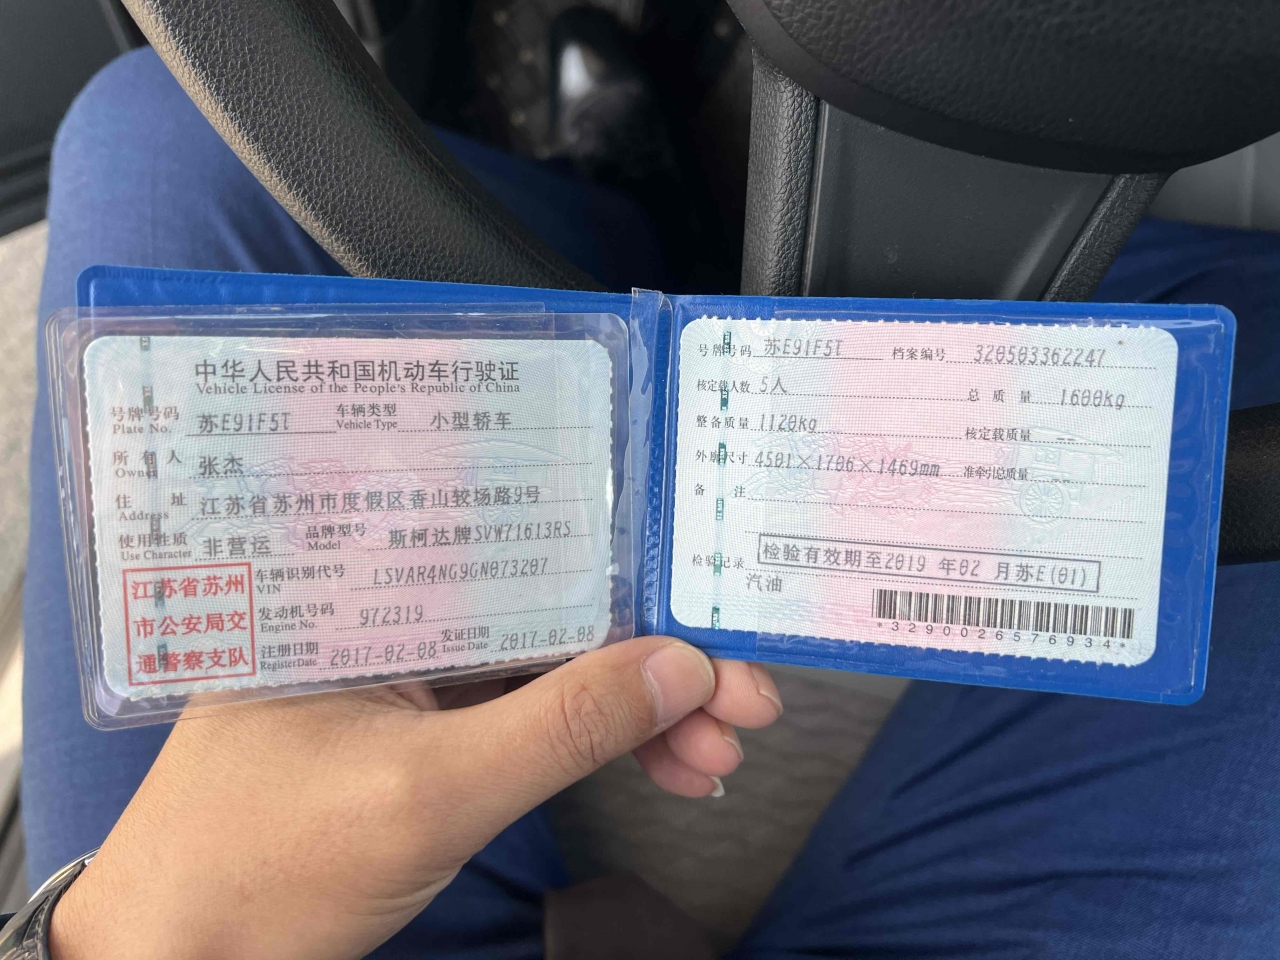 中华人民共和国机动车行驶证
Vehicle License of the People's Republic of China
号牌号码 苏E91F5T 车辆类型 小型轿车
Plate No. Vehicle Type
所有人 张杰
Owner
住址 江苏省苏州市度假区香山较场路9号
Address
使用性质 非营运 品牌型号 斯柯达牌SVW71613RS
Use Character Model
江苏省苏州
市公安局交
通警察支队
车辆识别代号 LSVAR4NG9GN073207
VIN
发动机号码 972319
Engine No.
注册日期 2017-02-08 发证日期 2017-02-08
Register Date Issue Date
号牌号码 苏E91F5T 档案编号 320503362247
核定载人数 5人 总质量 1600kg
整备质量 1120kg 核定载质量 --
外廓尺寸 4501×1706×1469mm 准牵引总质量 --
备注
检验记录 检验有效期至2019年02月苏E(01)
汽油
*3290026576934*